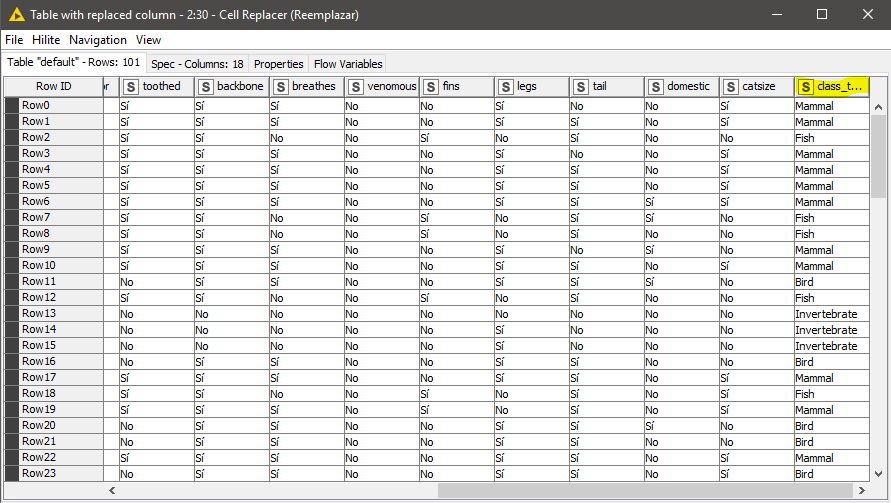 Table with replaced column - 2:30 - Cell Replacer (Reemplazar)
File Hilite Navigation View
Table "default" - Rows: 101 Spec - Columns: 18 Properties Flow Variables
Row ID or S toothed S backbone S breathes S venomous S fins S legs S tail S domestic S catsize S class_t...
Row0 Sí Sí Sí No No Sí No No Sí Mammal
Row1 Sí Sí Sí No No Sí Sí No Sí Mammal
Row2 Sí Sí No No Sí No Sí No No Fish
Row3 Sí Sí Sí No No Sí No No Sí Mammal
Row4 Sí Sí Sí No No Sí Sí No Sí Mammal
Row5 Sí Sí Sí No No Sí Sí No Sí Mammal
Row6 Sí Sí Sí No No Sí Sí Sí Sí Mammal
Row7 Sí Sí No No Sí No Sí Sí No Fish
Row8 Sí Sí No No Sí No Sí No No Fish
Row9 Sí Sí Sí No No Sí No Sí No Mammal
Row10 Sí Sí Sí No No Sí Sí No Sí Mammal
Row11 No Sí Sí No No Sí Sí Sí No Bird
Row12 Sí Sí No No Sí No Sí No No Fish
Row13 No No No No No No No No No Invertebrate
Row14 No No No No No Sí No No No Invertebrate
Row15 No No No No No Sí No No No Invertebrate
Row16 No Sí Sí No No Sí Sí No No Bird
Row17 Sí Sí Sí No No Sí Sí No Sí Mammal
Row18 Sí Sí No No Sí No Sí No Sí Fish
Row19 Sí Sí Sí No Sí No Sí No Sí Mammal
Row20 No Sí Sí No No Sí Sí Sí No Bird
Row21 No Sí Sí No No Sí Sí No No Bird
Row22 Sí Sí Sí No No Sí Sí No Sí Mammal
Row23 No Sí Sí No No Sí Sí No Sí Bird